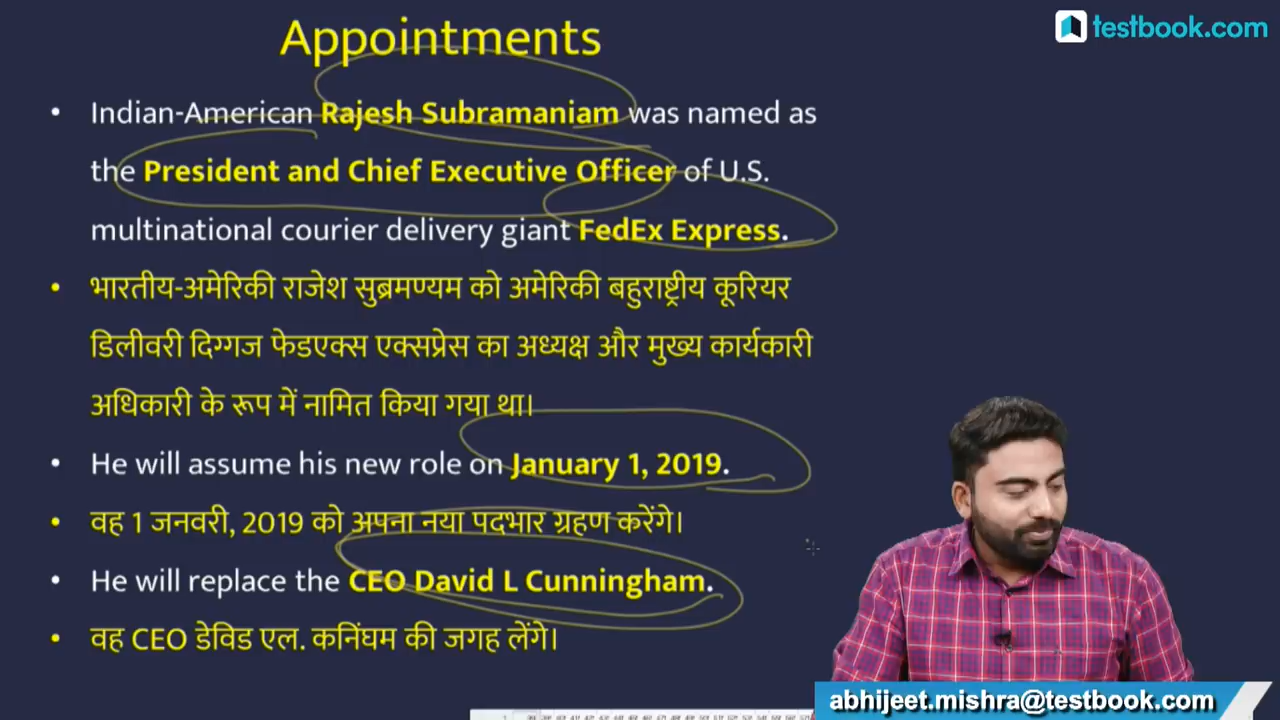 Appointments
testbook.com
• Indian-American Rajesh Subramaniam was named as
the President and Chief Executive Officer of U.S.
multinational courier delivery giant FedEx Express.
• भारतीय-अमेरिकी राजेश सुब्रमण्यम को अमेरिकी बहुराष्ट्रीय कूरियर
डिलीवरी दिग्गज फेडएक्स एक्सप्रेस का अध्यक्ष और मुख्य कार्यकारी
अधिकारी के रूप में नामित किया गया था।
• He will assume his new role on January 1, 2019.
• वह 1 जनवरी, 2019 को अपना नया पदभार ग्रहण करेंगे।
• He will replace the CEO David L Cunningham.
• वह CEO डेविड एल. कनिंघम की जगह लेंगे।
abhijeet.mishra@testbook.com